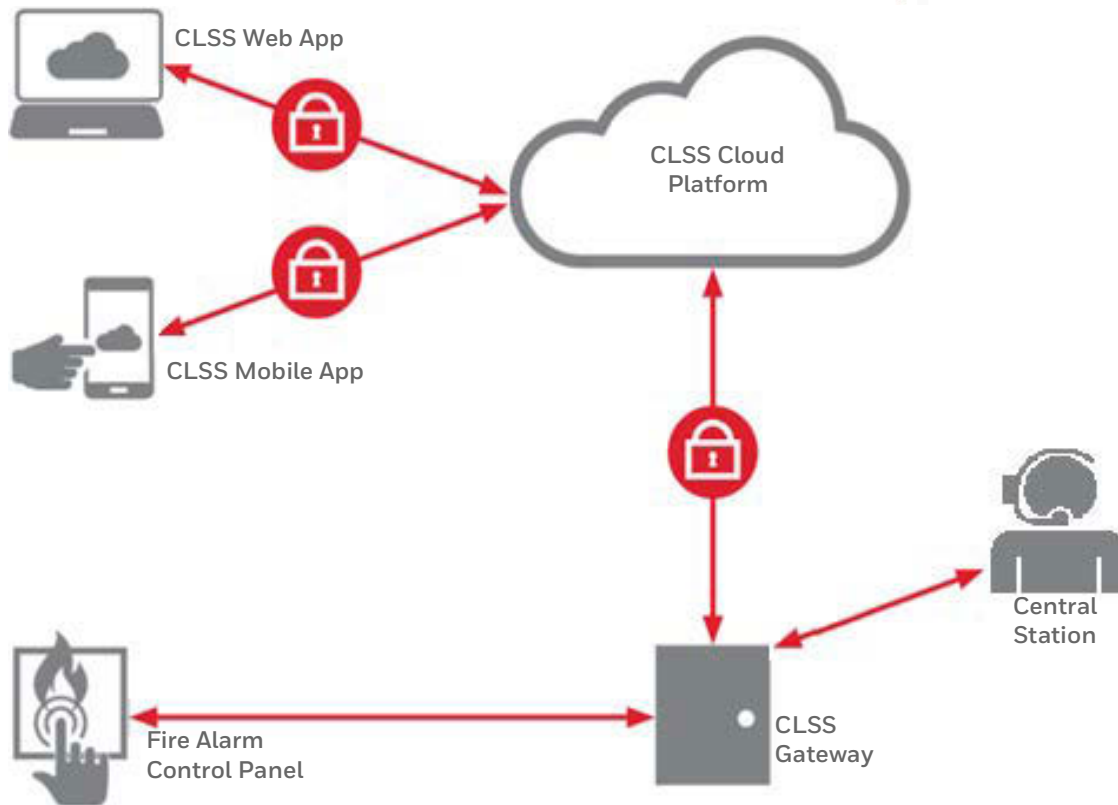 CLSS Web App
CLSS Cloud
Platform
CLSS Mobile App
Central
Station
Fire Alarm
Control Panel
CLSS
Gateway